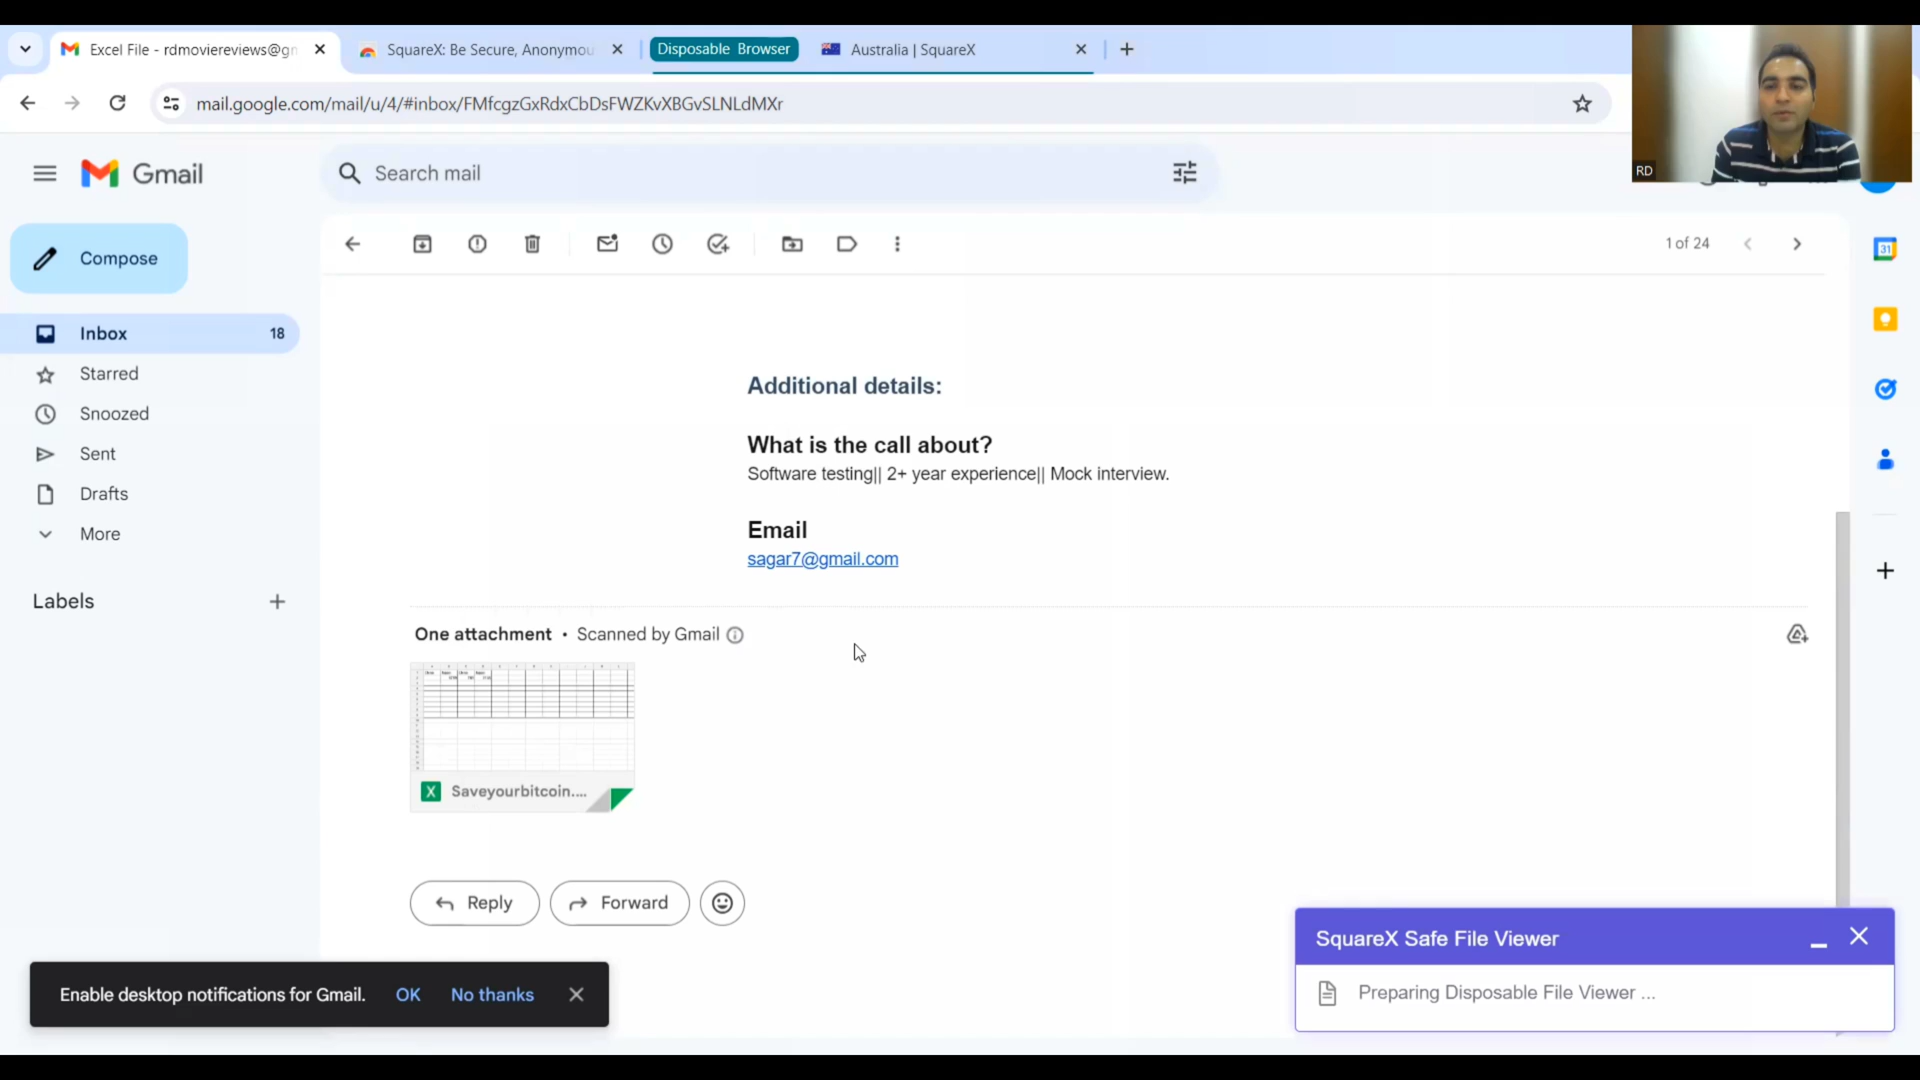 Excel File - rdmoviereviews@gm
SquareX: Be Secure, Anonymou
Disposable Browser
Australia | SquareX
mail.google.com/mail/u/4/#inbox/FMfcgzGxRdxCbDsFWZKvXBGvSLNLdMXr
RD
Gmail
Search mail
Compose
1 of 24
31
Inbox 18
Starred
Snoozed
Sent
Drafts
More
Labels
Additional details:
What is the call about?
Software testing|| 2+ year experience|| Mock interview.
Email
sagar7@gmail.com
One attachment • Scanned by Gmail
X Saveyourbitcoin....
Reply
Forward
SquareX Safe File Viewer
Preparing Disposable File Viewer ...
Enable desktop notifications for Gmail. OK No thanks